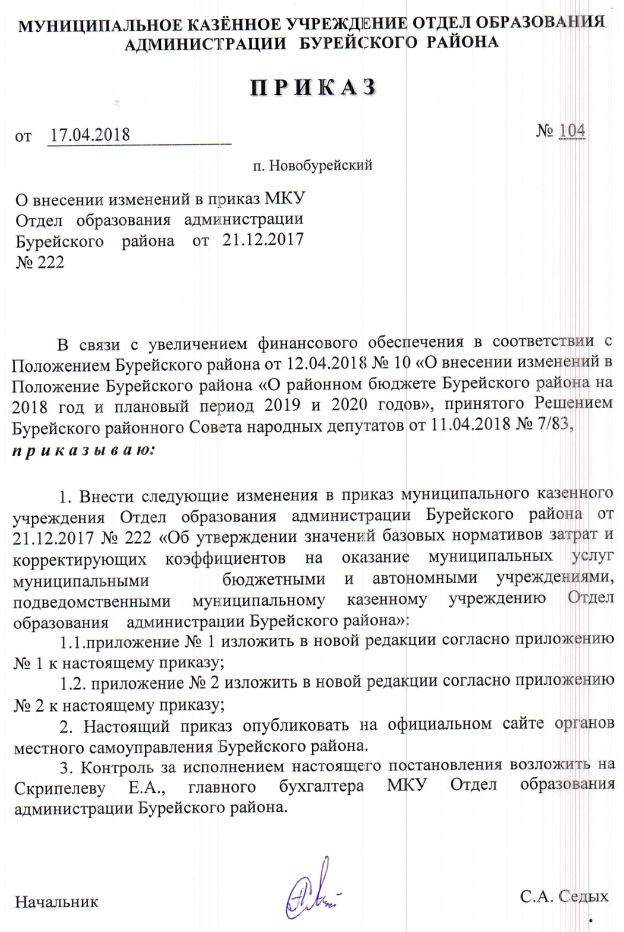 МУНИЦИПАЛЬНОЕ КАЗЁННОЕ УЧРЕЖДЕНИЕ ОТДЕЛ ОБРАЗОВАНИЯ
АДМИНИСТРАЦИИ БУРЕЙСКОГО РАЙОНА
П Р И К А З
от 17.04.2018 № 104
п. Новобурейский
О внесении изменений в приказ МКУ
Отдел образования администрации
Бурейского района от 21.12.2017
№ 222
В связи с увеличением финансового обеспечения в соответствии с
Положением Бурейского района от 12.04.2018 № 10 «О внесении изменений в
Положение Бурейского района «О районном бюджете Бурейского района на
2018 год и плановый период 2019 и 2020 годов», принятого Решением
Бурейского районного Совета народных депутатов от 11.04.2018 № 7/83,
п р и к а з ы в а ю:
1. Внести следующие изменения в приказ муниципального казенного
учреждения Отдел образования администрации Бурейского района от
21.12.2017 № 222 «Об утверждении значений базовых нормативов затрат и
корректирующих коэффициентов на оказание муниципальных услуг
муниципальными бюджетными и автономными учреждениями,
подведомственными муниципальному казенному учреждению Отдел
образования администрации Бурейского района»:
1.1.приложение № 1 изложить в новой редакции согласно приложению
№ 1 к настоящему приказу;
1.2. приложение № 2 изложить в новой редакции согласно приложению
№ 2 к настоящему приказу;
2. Настоящий приказ опубликовать на официальном сайте органов
местного самоуправления Бурейского района.
3. Контроль за исполнением настоящего постановления возложить на
Скрипелеву Е.А., главного бухгалтера МКУ Отдел образования
администрации Бурейского района.
Начальник С.А. Седых